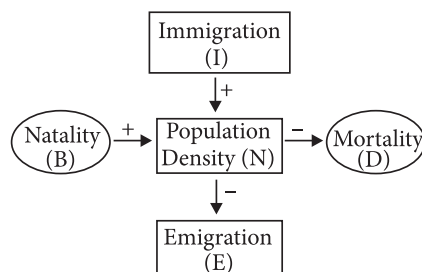 Immigration
(I)
+
Natality
(B)
+
Population
Density (N)
−
Mortality
(D)
−
Emigration
(E)